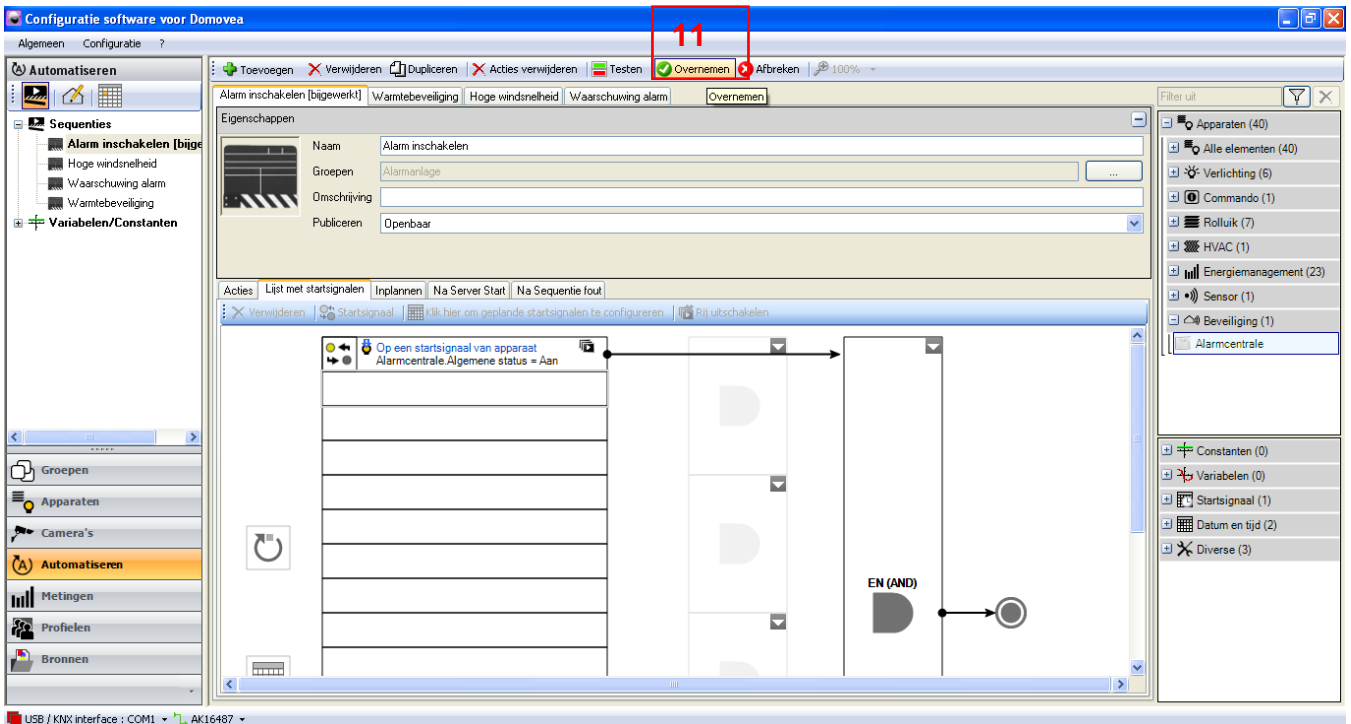 Configuratie software voor Domovea
Algemeen Configuratie ?
11
Automatiseren
Toevoegen Verwijderen Dupliceren Acties verwijderen Testen Overnemen Afbreken 100%
Alarm inschakelen [bijgewerkt] Warmtebeveiliging Hoge windsnelheid Waarschuwing alarm
Overnemen
Sequenties
Alarm inschakelen [bijge
Hoge windsnelheid
Waarschuwing alarm
Warmtebeveiliging
Variabelen/Constanten
Groepen
Apparaten
Camera's
Automatiseren
Metingen
Profielen
Bronnen
Eigenschappen
Naam Alarm inschakelen
Groepen Alarmanlage ...
Omschrijving
Publiceren Openbaar
Acties Lijst met startsignalen Inplannen Na Server Start Na Sequentie fout
Verwijderen Startsignaal Klik hier om geplande startsignalen te configureren Rij uitschakelen
Op een startsignaal van apparaat
Alarmcentrale.Algemene status = Aan
EN (AND)
Filter uit
Apparaten (40)
Alle elementen (40)
Verlichting (6)
Commando (1)
Rolluik (7)
HVAC (1)
Energiemanagement (23)
Sensor (1)
Beveiliging (1)
Alarmcentrale
Constanten (0)
Variabelen (0)
Startsignaal (1)
Datum en tijd (2)
Diverse (3)
USB / KNX interface : COM1 AK16487